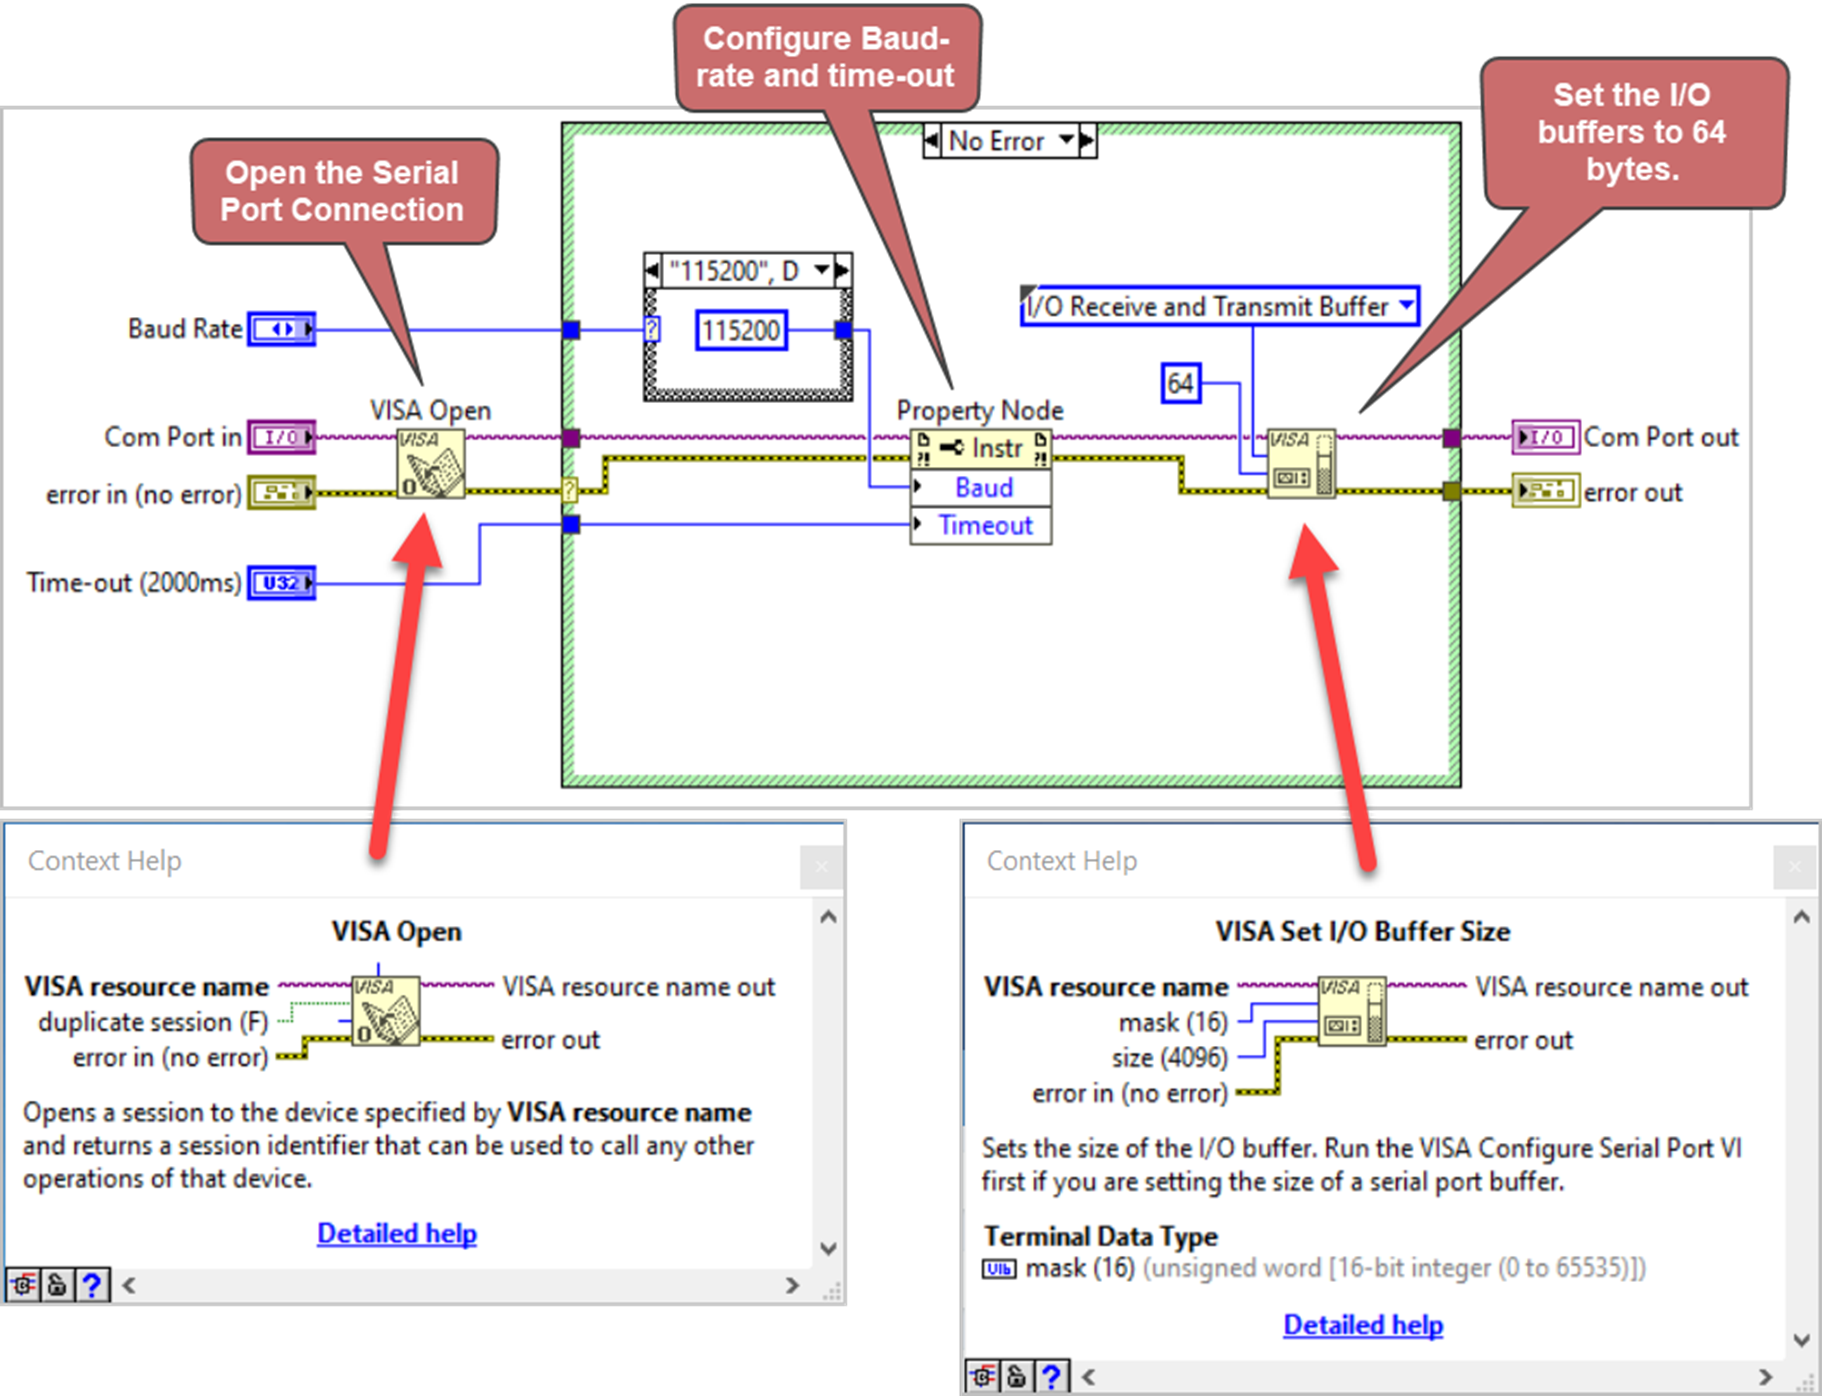 Configure Baud-
rate and time-out
Set the I/O
buffers to 64
bytes.
Open the Serial
Port Connection
No Error
"115200", D
I/O Receive and Transmit Buffer
Baud Rate
?
115200
64
VISA Open
Property Node
Com Port in
I/O
VISA
Instr
VISA
I/O
Com Port out
error in (no error)
?
Baud
error out
Timeout
Time-out (2000ms)
U32
Context Help
VISA Open
VISA resource name
VISA
VISA resource name out
duplicate session (F)
error in (no error)
error out
Opens a session to the device specified by VISA resource name
and returns a session identifier that can be used to call any other
operations of that device.
Detailed help
?
Context Help
VISA Set I/O Buffer Size
VISA resource name
VISA
VISA resource name out
mask (16)
size (4096)
error out
error in (no error)
Sets the size of the I/O buffer. Run the VISA Configure Serial Port VI
first if you are setting the size of a serial port buffer.
Terminal Data Type
U16 mask (16) (unsigned word [16-bit integer (0 to 65535)])
Detailed help
?